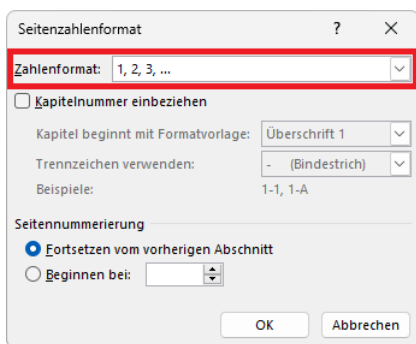 Seitenzahlenformat ? ×
Zahlenformat: 1, 2, 3, ...
Kapitelnummer einbeziehen
Kapitel beginnt mit Formatvorlage: Überschrift 1
Trennzeichen verwenden: - (Bindestrich)
Beispiele: 1-1, 1-A
Seitennummerierung
Fortsetzen vom vorherigen Abschnitt
Beginnen bei:
OK Abbrechen